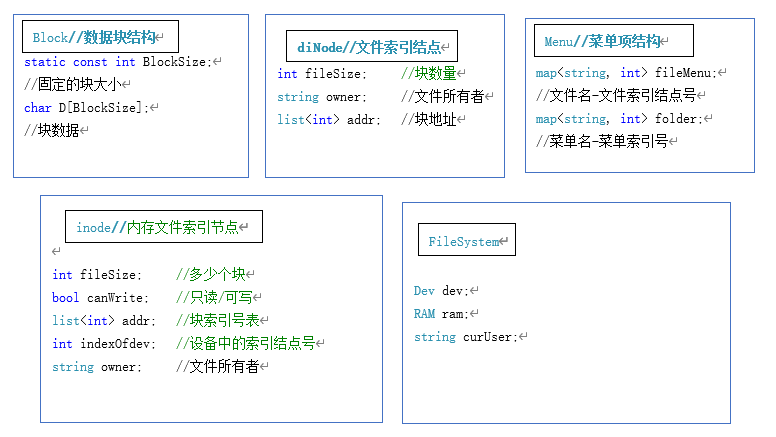 Block//数据块结构↵
static const int BlockSize;↵
//固定的块大小↵
char D[BlockSize];↵
//块数据↵
diNode//文件索引结点↵
int fileSize; //块数量↵
string owner; //文件所有者↵
list<int> addr; //块地址↵
Menu//菜单项结构↵
map<string, int> fileMenu;↵
//文件名-文件索引结点号↵
map<string, int> folder;↵
//菜单名-菜单索引号↵
inode//内存文件索引节点↵
↵
int fileSize; //多少个块↵
bool canWrite; //只读/可写↵
list<int> addr; //块索引号表↵
int indexOfdev; //设备中的索引结点号↵
string owner; //文件所有者↵
FileSystem↵
Dev dev;↵
RAM ram;↵
string curUser;↵